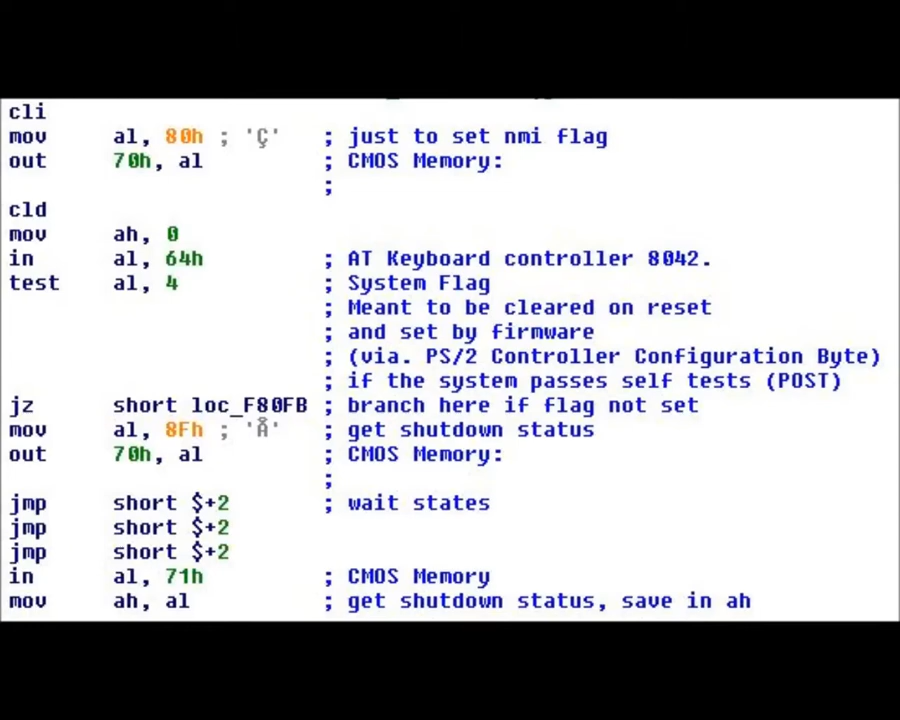 cli
mov al, 80h ; 'Ç' ; just to set nmi flag
out 70h, al ; CMOS Memory:
;
cld
mov ah, 0
in al, 64h ; AT Keyboard controller 8042.
test al, 4 ; System Flag
; Meant to be cleared on reset
; and set by firmware
; (via. PS/2 Controller Configuration Byte)
; if the system passes self tests (POST)
jz short loc_F80FB ; branch here if flag not set
mov al, 8Fh ; 'Å' ; get shutdown status
out 70h, al ; CMOS Memory:
;
jmp short $+2 ; wait states
jmp short $+2
jmp short $+2
in al, 71h ; CMOS Memory
mov ah, al ; get shutdown status, save in ah